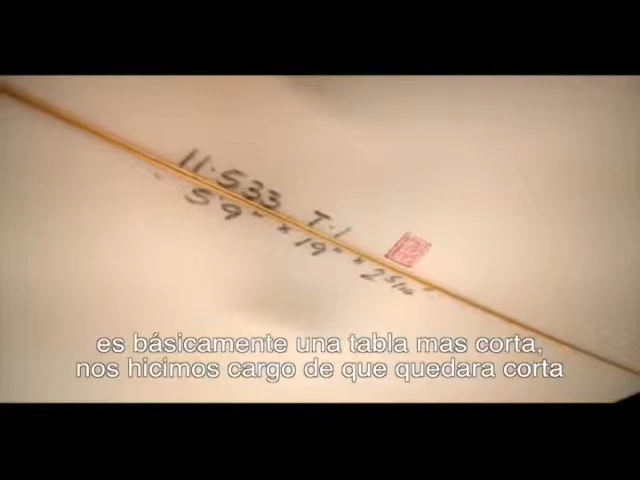 11·533 T·1
5'9" x 19" x 2 5/16"
es básicamente una tabla mas corta,
nos hicimos cargo de que quedara corta